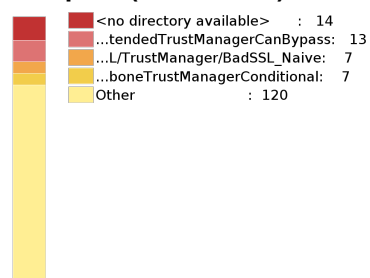 <no directory available> : 14
...tendedTrustManagerCanBypass: 13
...L/TrustManager/BadSSL_Naive: 7
...boneTrustManagerConditional: 7
Other : 120